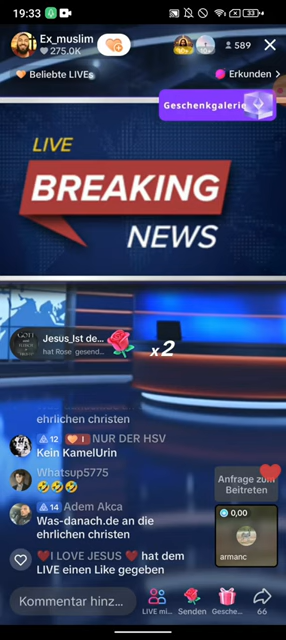 19:33
33
Ex_muslim
275.0K
589
Beliebte LIVEs
Erkunden
Geschenkgalerie
LIVE
BREAKING
NEWS
Jesus_Ist de...
hat Rose gesend...
x2
ehrlichen christen
12 I NUR DER HSV
Kein KamelUrin
Whatsup5775
🤣🤣🤣
14 Adem Akca
Was-danach.de an die
ehrlichen christen
I LOVE JESUS hat dem
LIVE einen Like gegeben
Anfrage zum
Beitreten
0,00
armanc
Kommentar hinz...
LIVE mi...
Senden
Gesche...
66